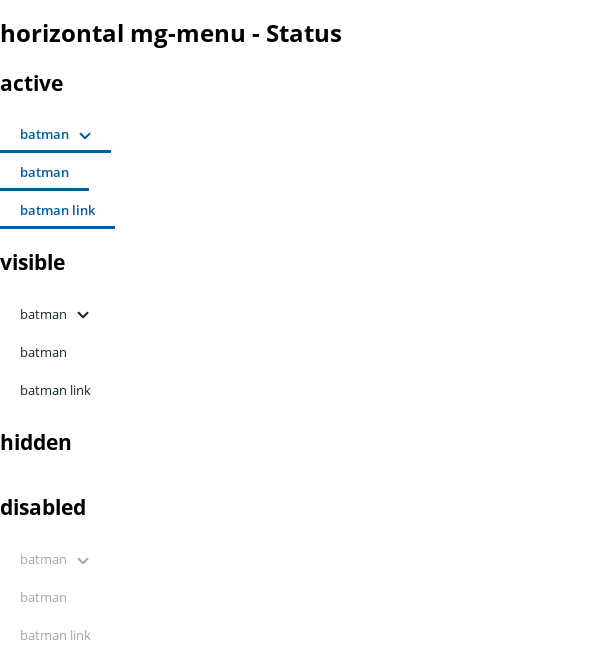 horizontal mg-menu - Status
active
batman
batman
batman link
visible
batman
batman
batman link
hidden
disabled
batman
batman
batman link